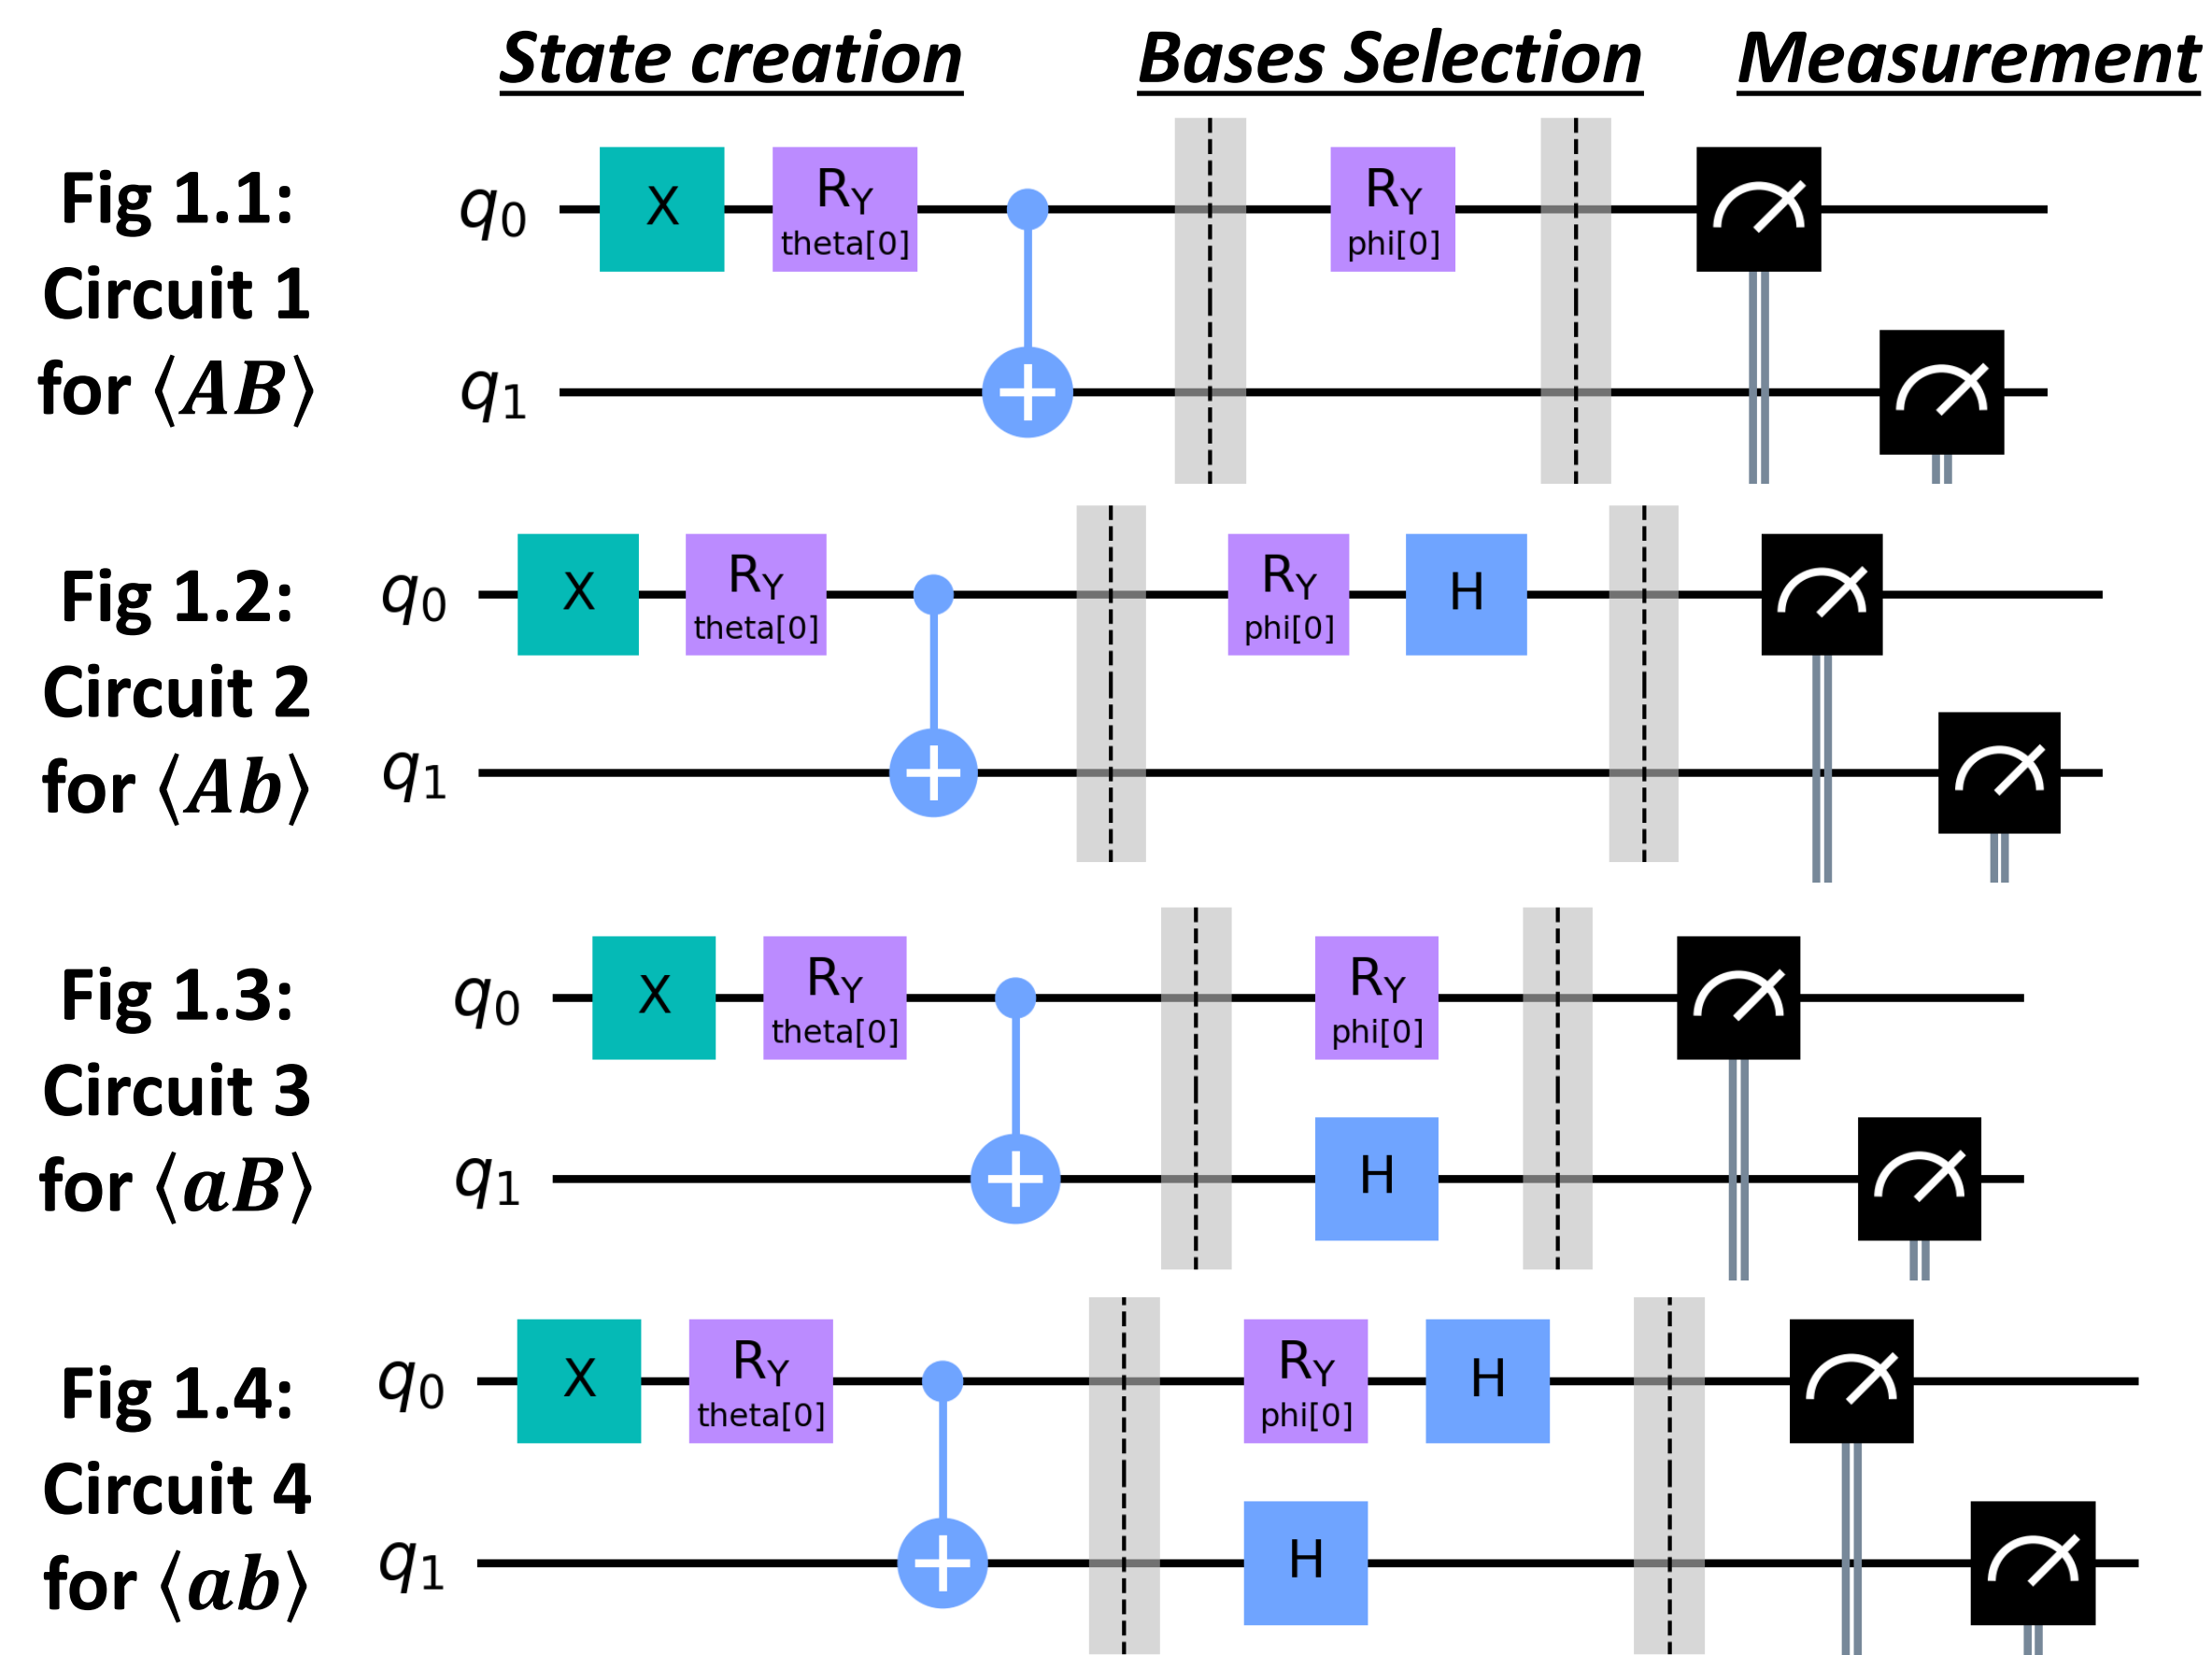 State creation Bases Selection Measurement
Fig 1.1:
Circuit 1
for ⟨AB⟩
q0 X RY theta[0] RY phi[0]
q1
Fig 1.2:
Circuit 2
for ⟨Ab⟩
q0 X RY theta[0] RY phi[0] H
q1
Fig 1.3:
Circuit 3
for ⟨aB⟩
q0 X RY theta[0] RY phi[0]
q1 H
Fig 1.4:
Circuit 4
for ⟨ab⟩
q0 X RY theta[0] RY phi[0] H
q1 H